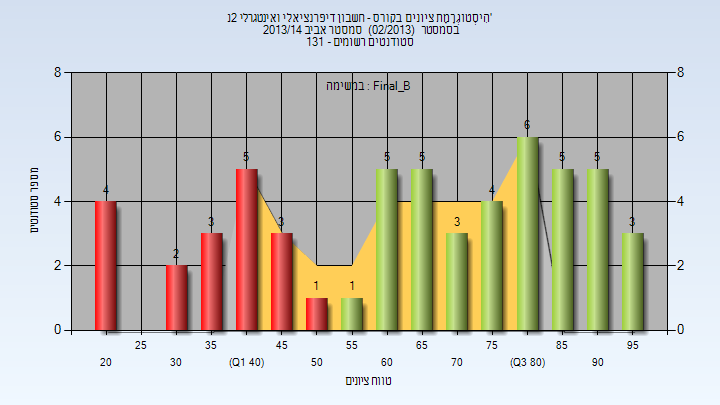 היסטוגרמת ציונים בקורס - חשבון דיפרנציאלי ואינטגרלי 2נ'
בסמסטר (02/2013) סמסטר אביב 2013/14
סטודנטים רשומים - 131
במשימה : Final_B
8 8
6 6
4 4
2 2
0 0
4 2 3 5 3 1 1 5 5 3 4 6 5 5 3
מספר סטודנטים
25 35 45 55 65 75 85 95
20 30 (Q1 40) 50 60 70 (Q3 80) 90
טווח ציונים